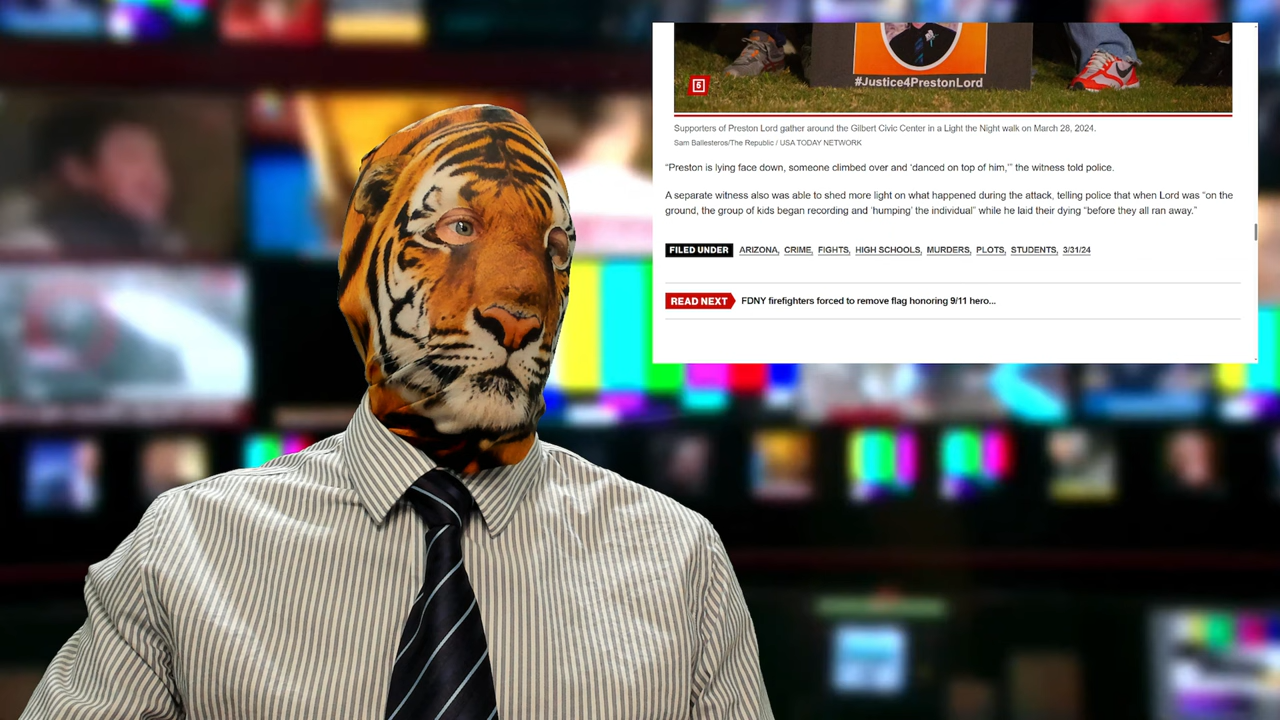 #Justice4PrestonLord
5
Supporters of Preston Lord gather around the Gilbert Civic Center in a Light the Night walk on March 28, 2024.
Sam Ballesteros/The Republic / USA TODAY NETWORK
“Preston is lying face down, someone climbed over and ‘danced on top of him,’” the witness told police.
A separate witness also was able to shed more light on what happened during the attack, telling police that when Lord was “on the
ground, the group of kids began recording and ‘humping’ the individual” while he laid their dying “before they all ran away.”
FILED UNDER ARIZONA, CRIME, FIGHTS, HIGH SCHOOLS, MURDERS, PLOTS, STUDENTS, 3/31/24
READ NEXT FDNY firefighters forced to remove flag honoring 9/11 hero...